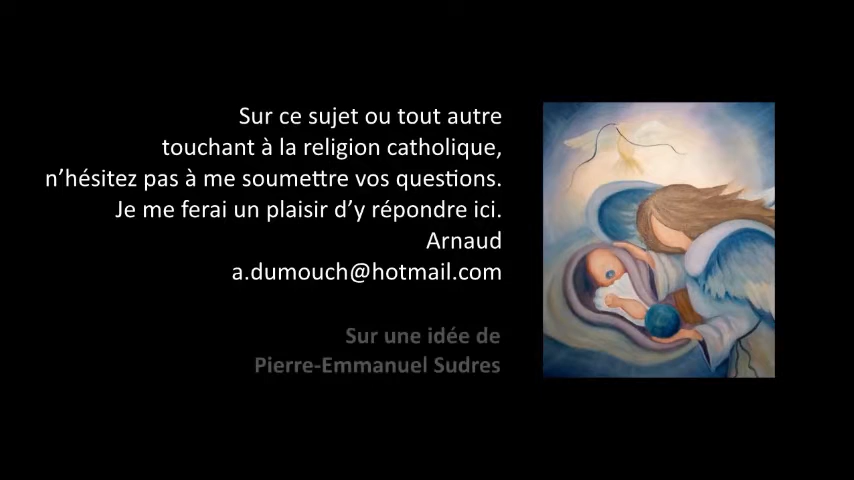 Sur ce sujet ou tout autre
touchant à la religion catholique,
n’hésitez pas à me soumettre vos questions.
Je me ferai un plaisir d’y répondre ici.
Arnaud
a.dumouch@hotmail.com
Sur une idée de
Pierre-Emmanuel Sudres